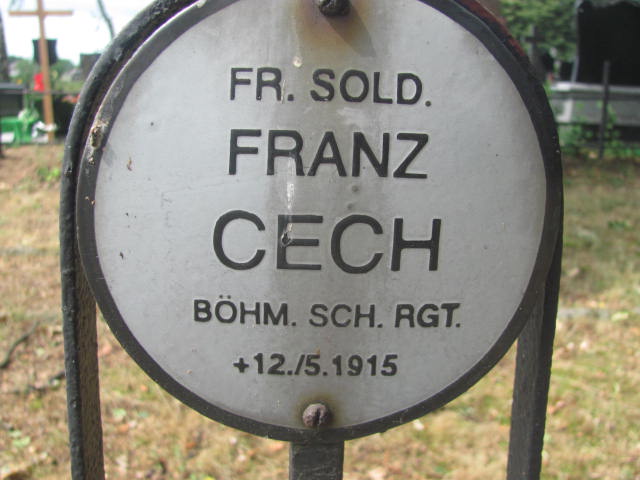 FR. SOLD.
FRANZ
CECH
BÖHM. SCH. RGT.
+12./5.1915